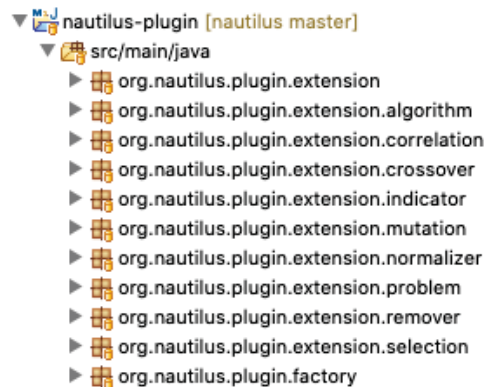 nautilus-plugin [nautilus master]
src/main/java
org.nautilus.plugin.extension
org.nautilus.plugin.extension.algorithm
org.nautilus.plugin.extension.correlation
org.nautilus.plugin.extension.crossover
org.nautilus.plugin.extension.indicator
org.nautilus.plugin.extension.mutation
org.nautilus.plugin.extension.normalizer
org.nautilus.plugin.extension.problem
org.nautilus.plugin.extension.remover
org.nautilus.plugin.extension.selection
org.nautilus.plugin.factory